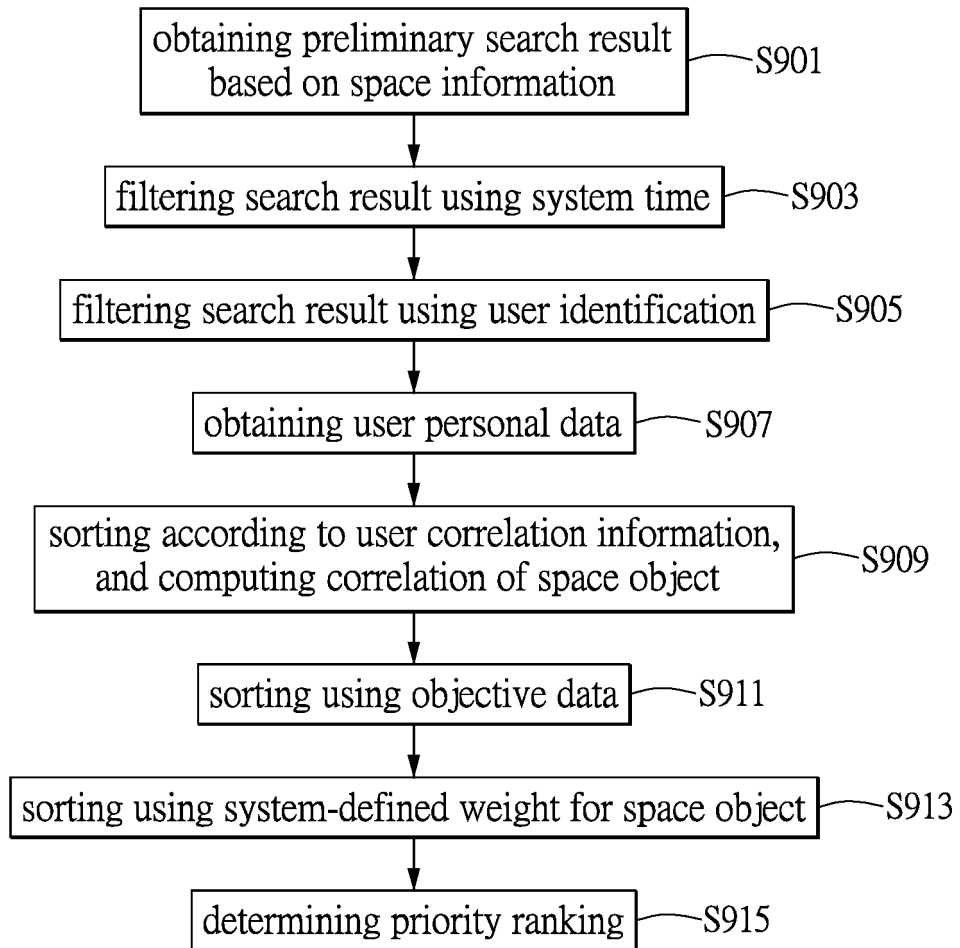 obtaining preliminary search result
based on space information
S901
filtering search result using system time
S903
filtering search result using user identification
S905
obtaining user personal data
S907
sorting according to user correlation information,
and computing correlation of space object
S909
sorting using objective data
S911
sorting using system-defined weight for space object
S913
determining priority ranking
S915